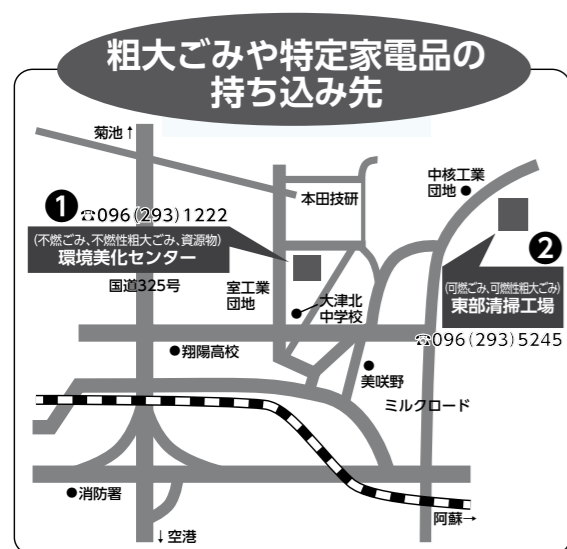 粗大ごみや特定家電品の
持ち込み先
菊池↑
中核工業
団地●
本田技研
❶ ☎096(293)1222
(不燃ごみ、不燃性粗大ごみ、資源物)
環境美化センター
国道325号
室工業
団地
大津北
中学校
❷
(可燃ごみ、可燃性粗大ごみ)
東部清掃工場
☎096(293)5245
●翔陽高校
美咲野
ミルクロード
●消防署
阿蘇→
↓空港